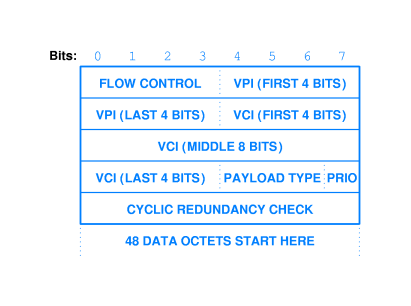 Bits: 0 1 2 3 4 5 6 7
FLOW CONTROL VPI (FIRST 4 BITS)
VPI (LAST 4 BITS) VCI (FIRST 4 BITS)
VCI (MIDDLE 8 BITS)
VCI (LAST 4 BITS) PAYLOAD TYPE PRIO
CYCLIC REDUNDANCY CHECK
48 DATA OCTETS START HERE